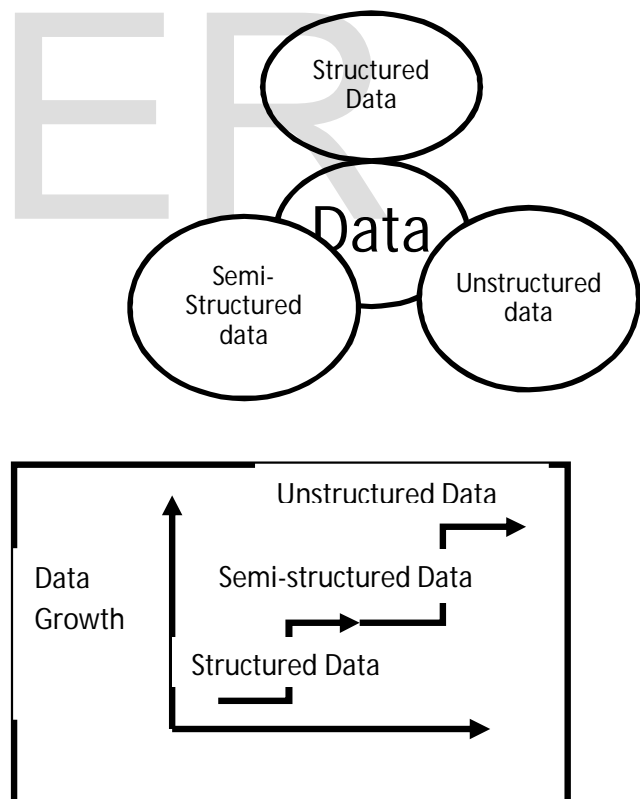 ER
Structured
Data
Data
Semi-
Structured
data
Unstructured
data
Unstructured Data
Semi-structured Data
Data
Growth
Structured Data